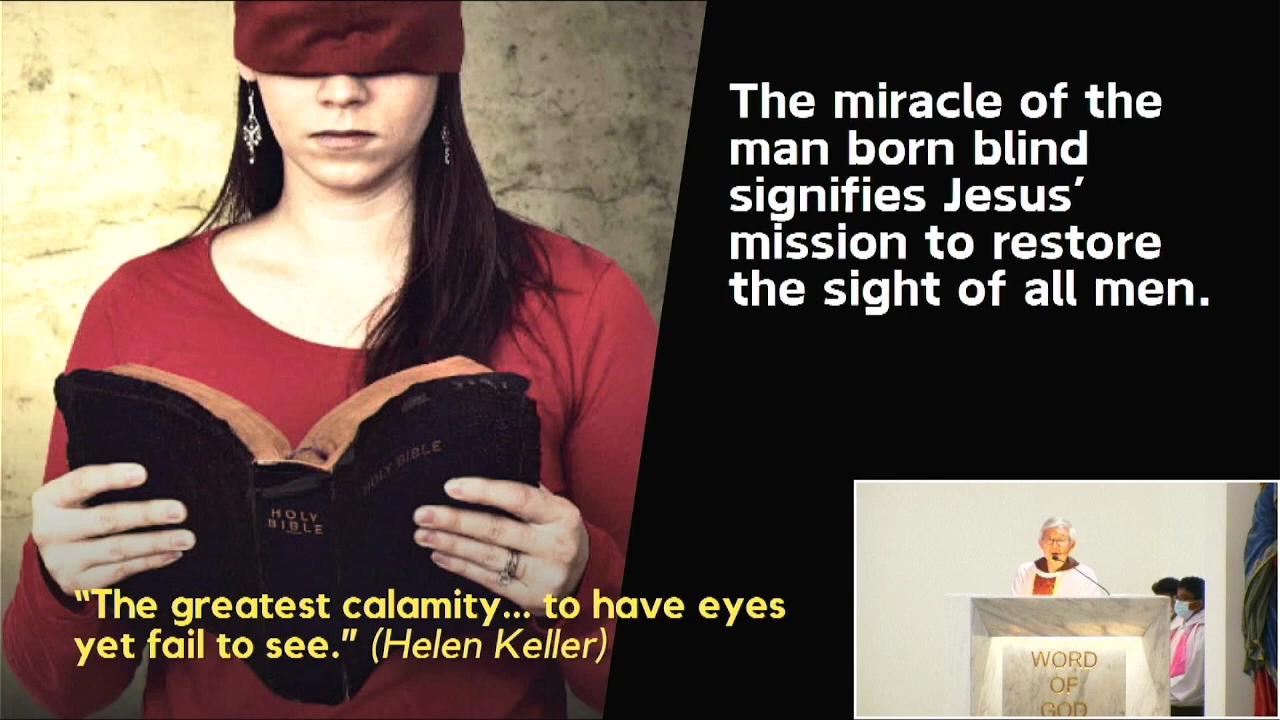 The miracle of the
man born blind
signifies Jesus’
mission to restore
the sight of all men.
HOLY BIBLE
HOLY
BIBLE
“The greatest calamity... to have eyes
yet fail to see.” (Helen Keller)
WORD
OF
GOD